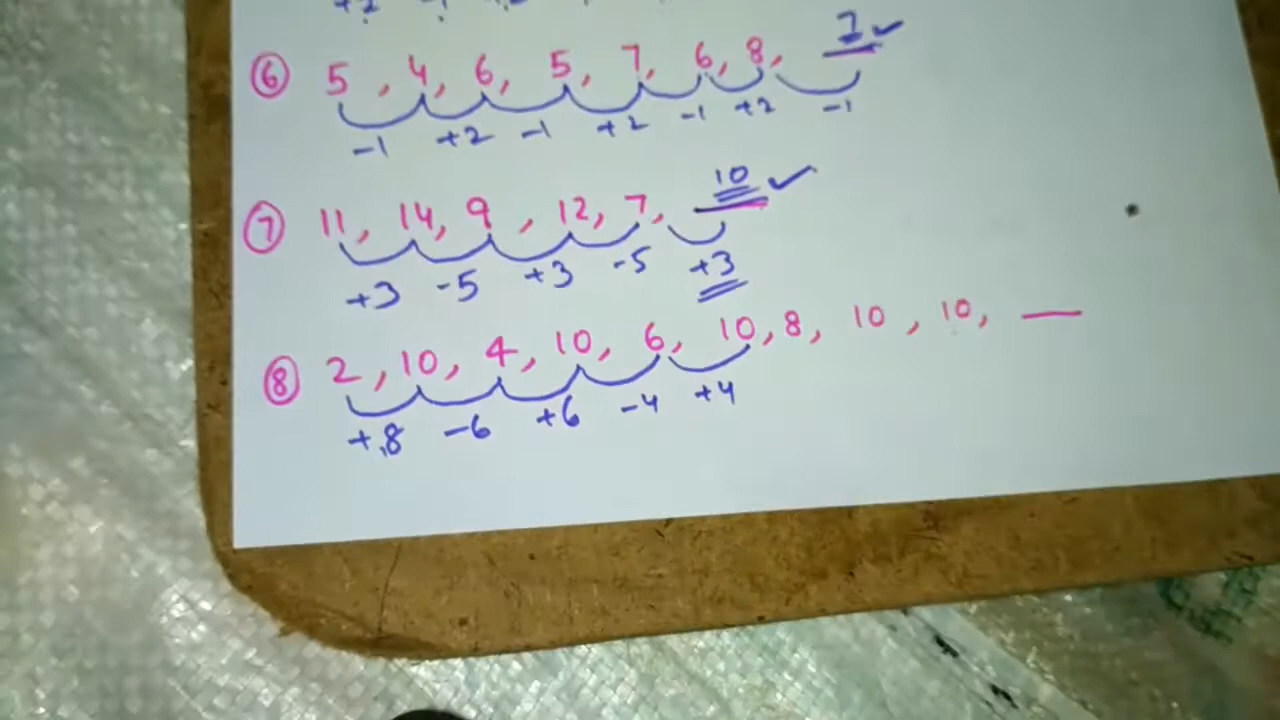 ⑥ 5, 4, 6, 5, 7, 6, 8, 7 ✓
-1 +2 -1 +2 -1 +2 -1
⑦ 11, 14, 9, 12, 7, 10 ✓
+3 -5 +3 -5 +3
⑧ 2, 10, 4, 10, 6, 10, 8, 10, 10, __
+8 -6 +6 -4 +4